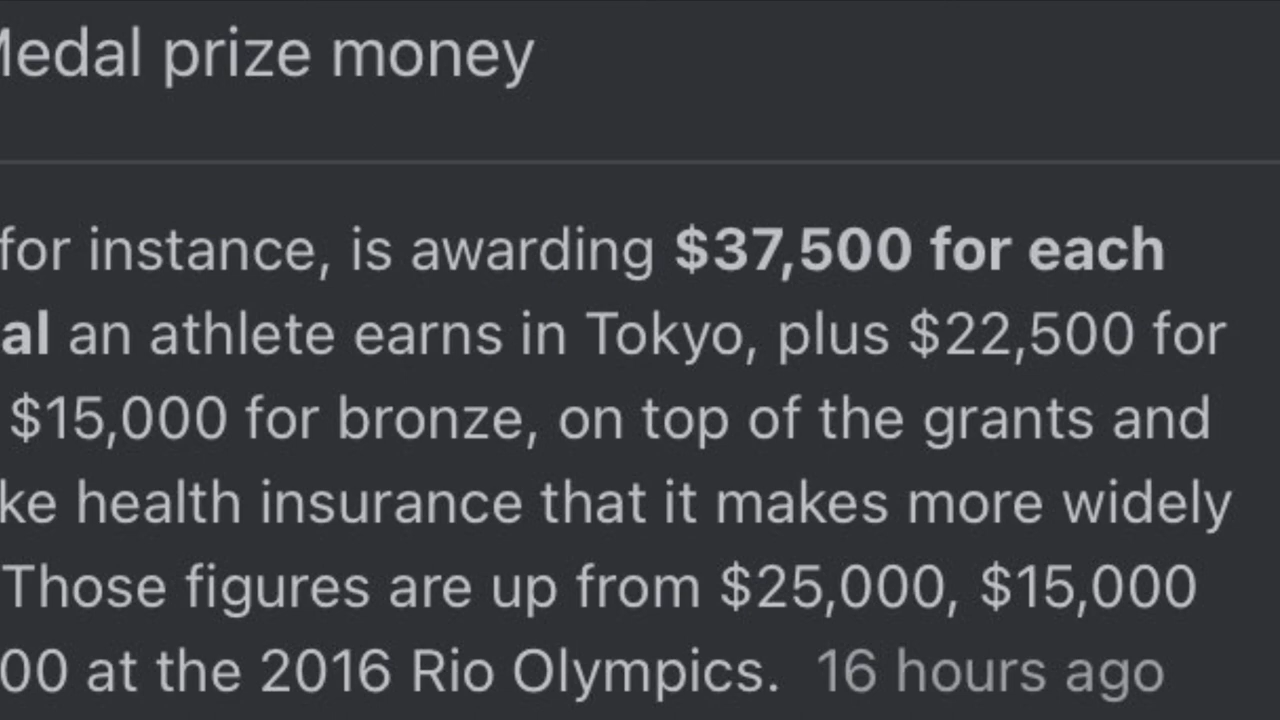 Medal prize money
for instance, is awarding $37,500 for each
al an athlete earns in Tokyo, plus $22,500 for
$15,000 for bronze, on top of the grants and
ke health insurance that it makes more widely
Those figures are up from $25,000, $15,000
00 at the 2016 Rio Olympics. 16 hours ago